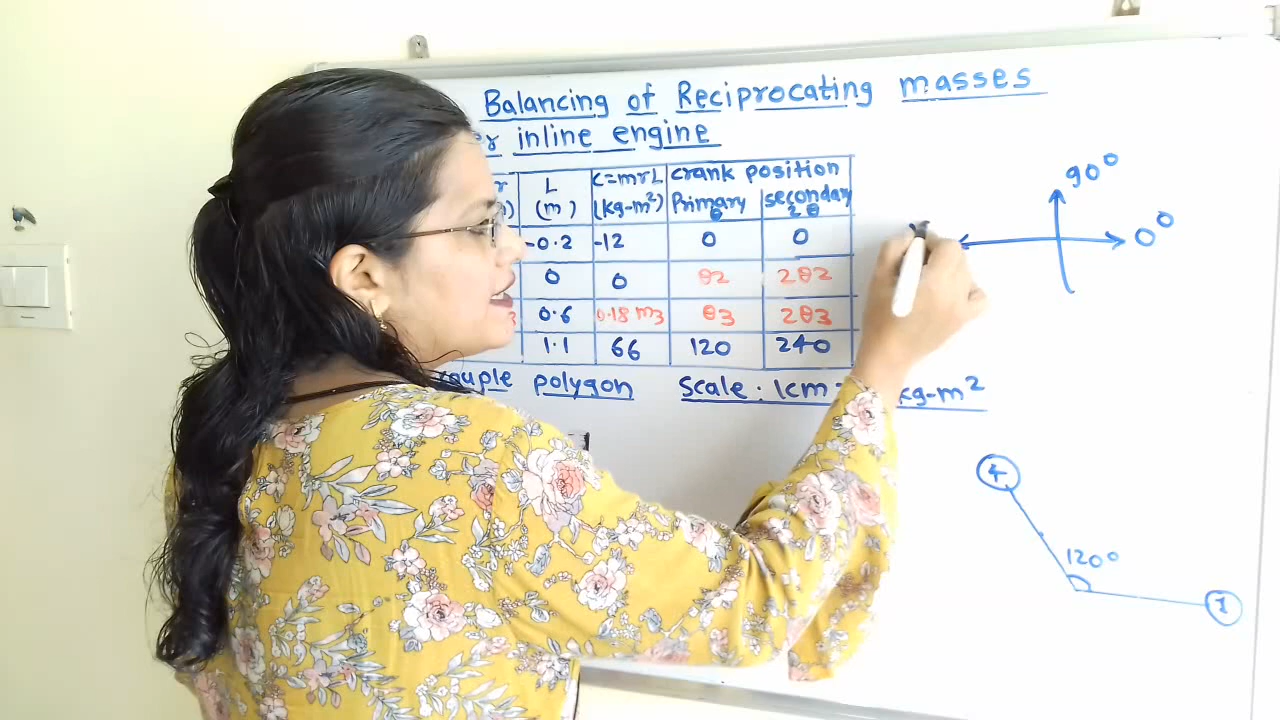 Balancing of Reciprocating masses
inline engine
L C=mrL crank position
(m) (kg-m²) Primary secondary
θ 2θ
-0.2 -12 0 0
0 0 θ2 2θ2
0.6 0.18 m3 θ3 2θ3
1.1 66 120 240
polygon Scale: 1cm kg-m²
90°
0°
4
120°
1